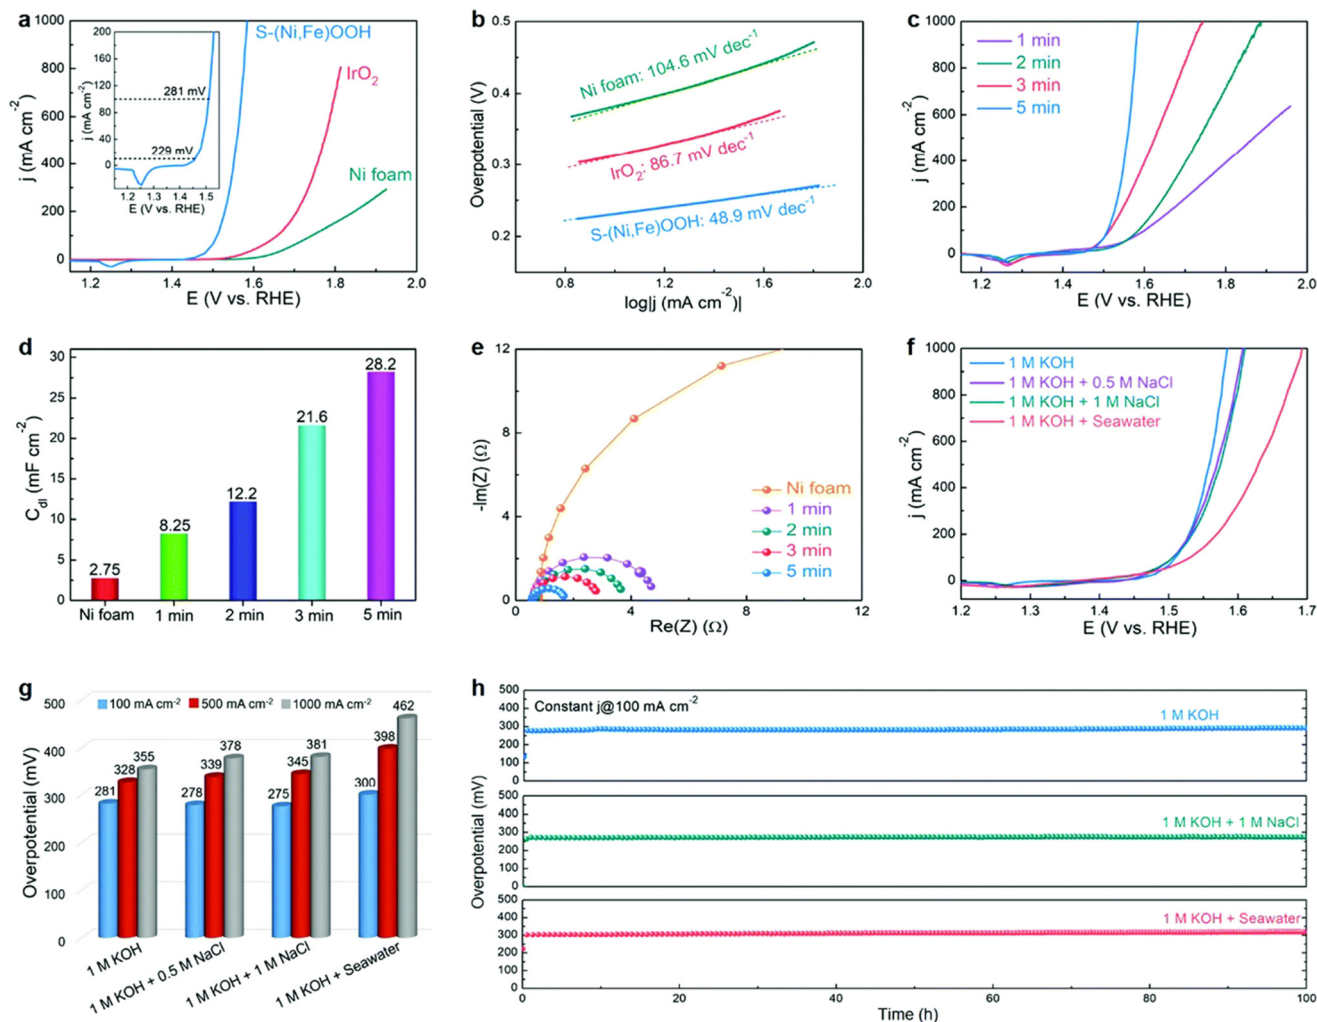 a
1000
800
600
400
200
0
j (mA cm-2)
1.2
1.4
1.6
1.8
2.0
E (V vs. RHE)
S-(Ni,Fe)OOH
IrO2
Ni foam
200
160
120
80
40
0
j (mA cm-2)
281 mV
229 mV
1.2
1.3
1.4
1.5
E (V vs. RHE)
b
0.5
0.4
0.3
0.2
Overpotential (V)
Ni foam: 104.6 mV dec-1
IrO2: 86.7 mV dec-1
S-(Ni,Fe)OOH: 48.9 mV dec-1
0.8
1.2
1.6
2.0
log|j (mA cm-2)|
c
1000
800
600
400
200
0
j (mA cm-2)
1 min
2 min
3 min
5 min
1.2
1.4
1.6
1.8
2.0
E (V vs. RHE)
d
30
25
20
15
10
5
0
Cdl (mF cm-2)
2.75
8.25
12.2
21.6
28.2
Ni foam
1 min
2 min
3 min
5 min
e
12
8
4
0
-Im(Z) (Ω)
Ni foam
1 min
2 min
3 min
5 min
0
4
8
12
Re(Z) (Ω)
f
1000
800
600
400
200
0
j (mA cm-2)
1 M KOH
1 M KOH + 0.5 M NaCl
1 M KOH + 1 M NaCl
1 M KOH + Seawater
1.2
1.3
1.4
1.5
1.6
1.7
E (V vs. RHE)
g
500
400
300
200
100
0
Overpotential (mV)
100 mA cm-2
500 mA cm-2
1000 mA cm-2
281
328
355
278
339
378
275
345
381
300
398
462
1 M KOH
1 M KOH + 0.5 M NaCl
1 M KOH + 1 M NaCl
1 M KOH + Seawater
h
Constant j@100 mA cm-2
Overpotential (mV)
500
400
300
200
100
0
1 M KOH
500
400
300
200
100
0
1 M KOH + 1 M NaCl
500
400
300
200
100
0
1 M KOH + Seawater
0
20
40
60
80
100
Time (h)